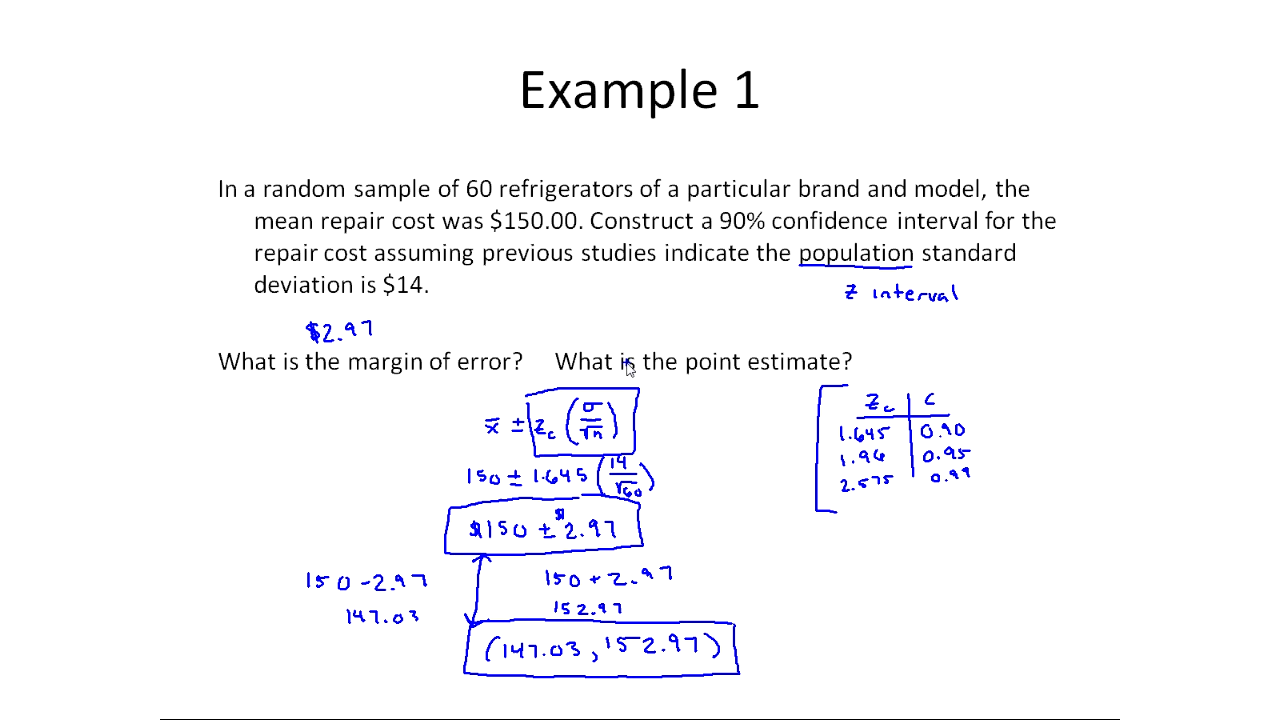 Example 1
In a random sample of 60 refrigerators of a particular brand and model, the
mean repair cost was $150.00. Construct a 90% confidence interval for the
repair cost assuming previous studies indicate the population standard
deviation is $14.
z interval
$2.97
What is the margin of error? What is the point estimate?
x̄ ± z_c (σ/√n)
150 ± 1.645 (14/√60)
$150 ± $2.97
150 - 2.97
147.03
150 + 2.97
152.97
(147.03, 152.97)
z_c | c
1.645 | 0.90
1.96 | 0.95
2.575 | 0.99